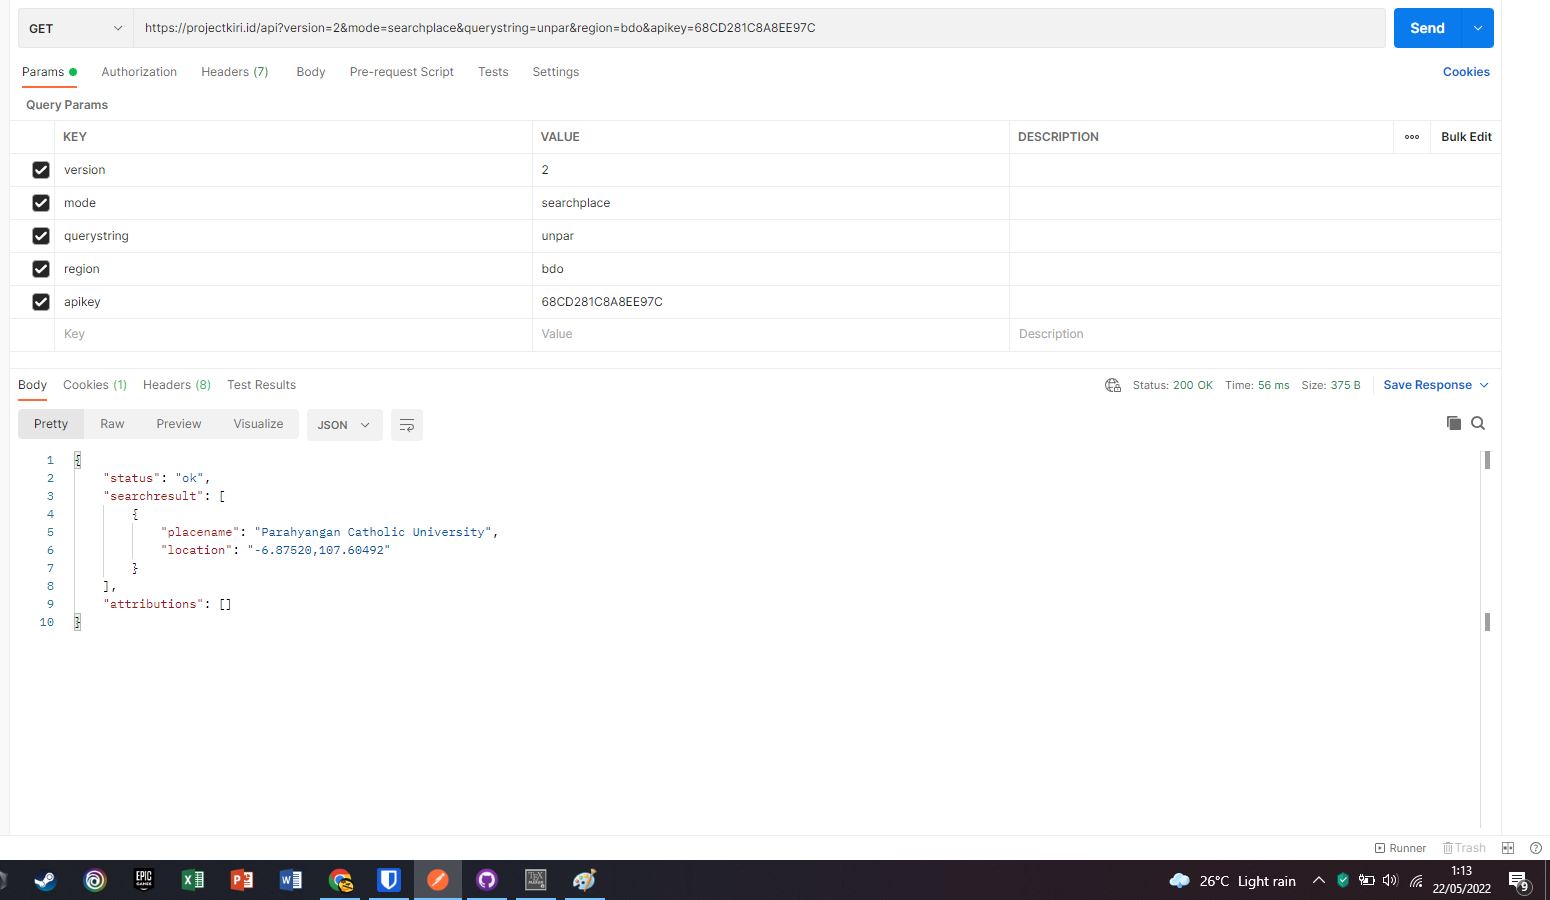 GET https://projectkiri.id/api?version=2&mode=searchplace&querystring=unpar&region=bdo&apikey=68CD281C8A8EE97C Send
Params Authorization Headers (7) Body Pre-request Script Tests Settings Cookies
Query Params
KEY VALUE DESCRIPTION Bulk Edit
version 2
mode searchplace
querystring unpar
region bdo
apikey 68CD281C8A8EE97C
Key Value Description
Body Cookies (1) Headers (8) Test Results Status: 200 OK Time: 56 ms Size: 375 B Save Response
Pretty Raw Preview Visualize JSON
1 {
2 "status": "ok",
3 "searchresult": [
4 {
5 "placename": "Parahyangan Catholic University",
6 "location": "-6.87520,107.60492"
7 }
8 ],
9 "attributions": []
10 }
Runner Trash
EPIC GAMES 26°C Light rain 1:13
22/05/2022 9